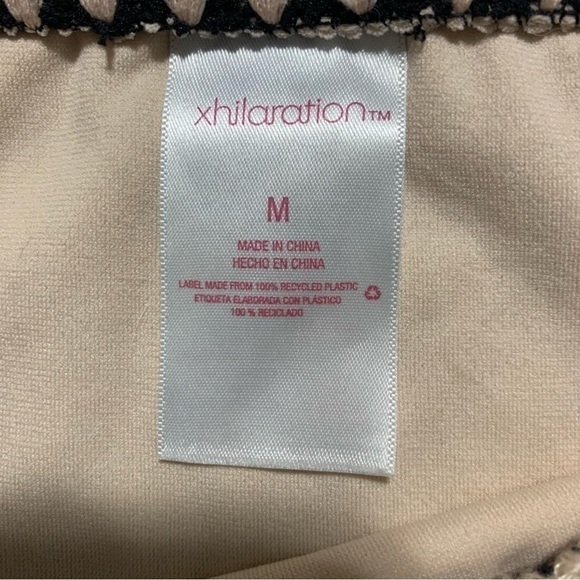 xhilaration™
M
MADE IN CHINA
HECHO EN CHINA
LABEL MADE FROM 100% RECYCLED PLASTIC
ETIQUETA ELABORADA CON PLÁSTICO
100% RECICLADO